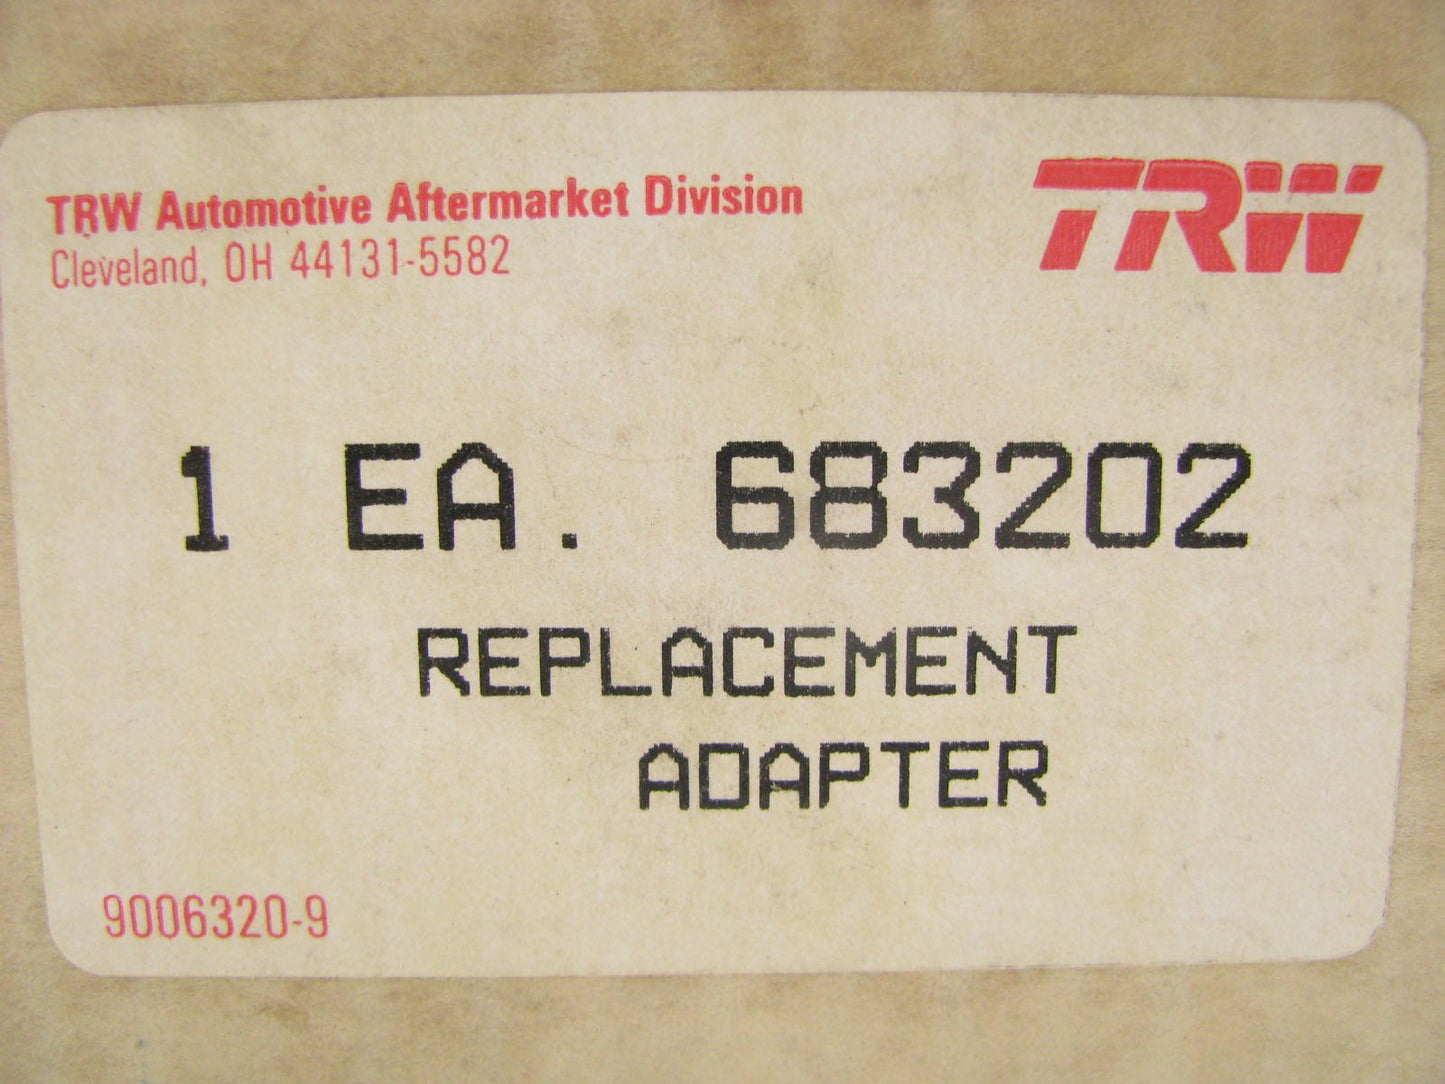 TRW Automotive Aftermarket Division
Cleveland, OH 44131-5582
TRW
1 EA. 683202
REPLACEMENT
ADAPTER
9006320-9